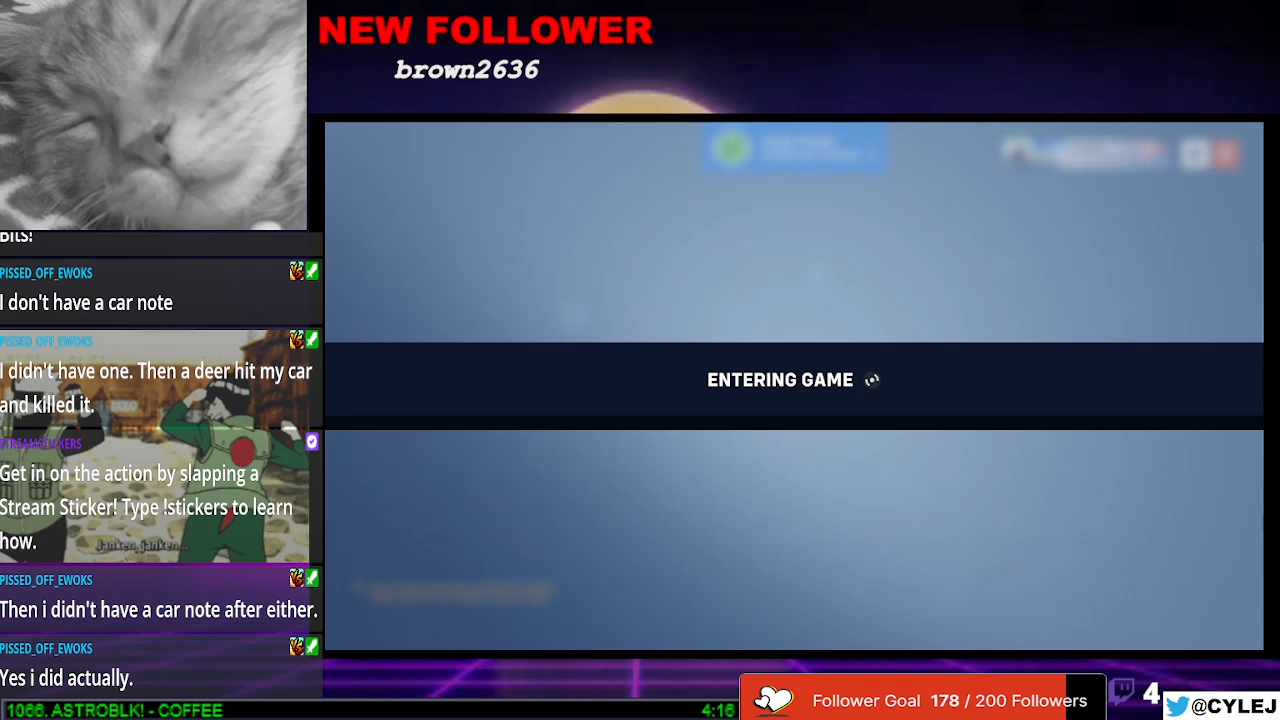 NEW FOLLOWER
brown2636
Bits!
PISSED_OFF_EWOKS
I don't have a car note
PISSED_OFF_EWOKS
I didn't have one. Then a deer hit my car
and killed it.
STREAMSTICKERS
Get in on the action by slapping a
Stream Sticker! Type !stickers to learn
how.
Janken, janken...
PISSED_OFF_EWOKS
Then i didn't have a car note after either.
PISSED_OFF_EWOKS
Yes i did actually.
ENTERING GAME
1066. ASTROBLK! - COFFEE 4:16
Follower Goal 178 / 200 Followers
4
@CYLEJ